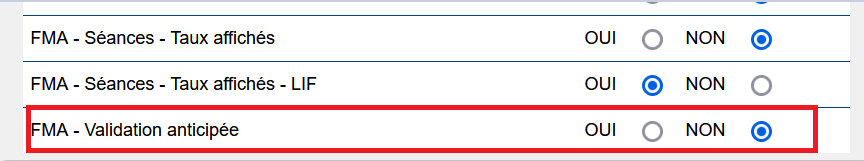 FMA - Séances - Taux affichés OUI NON
FMA - Séances - Taux affichés - LIF OUI NON
FMA - Validation anticipée OUI NON